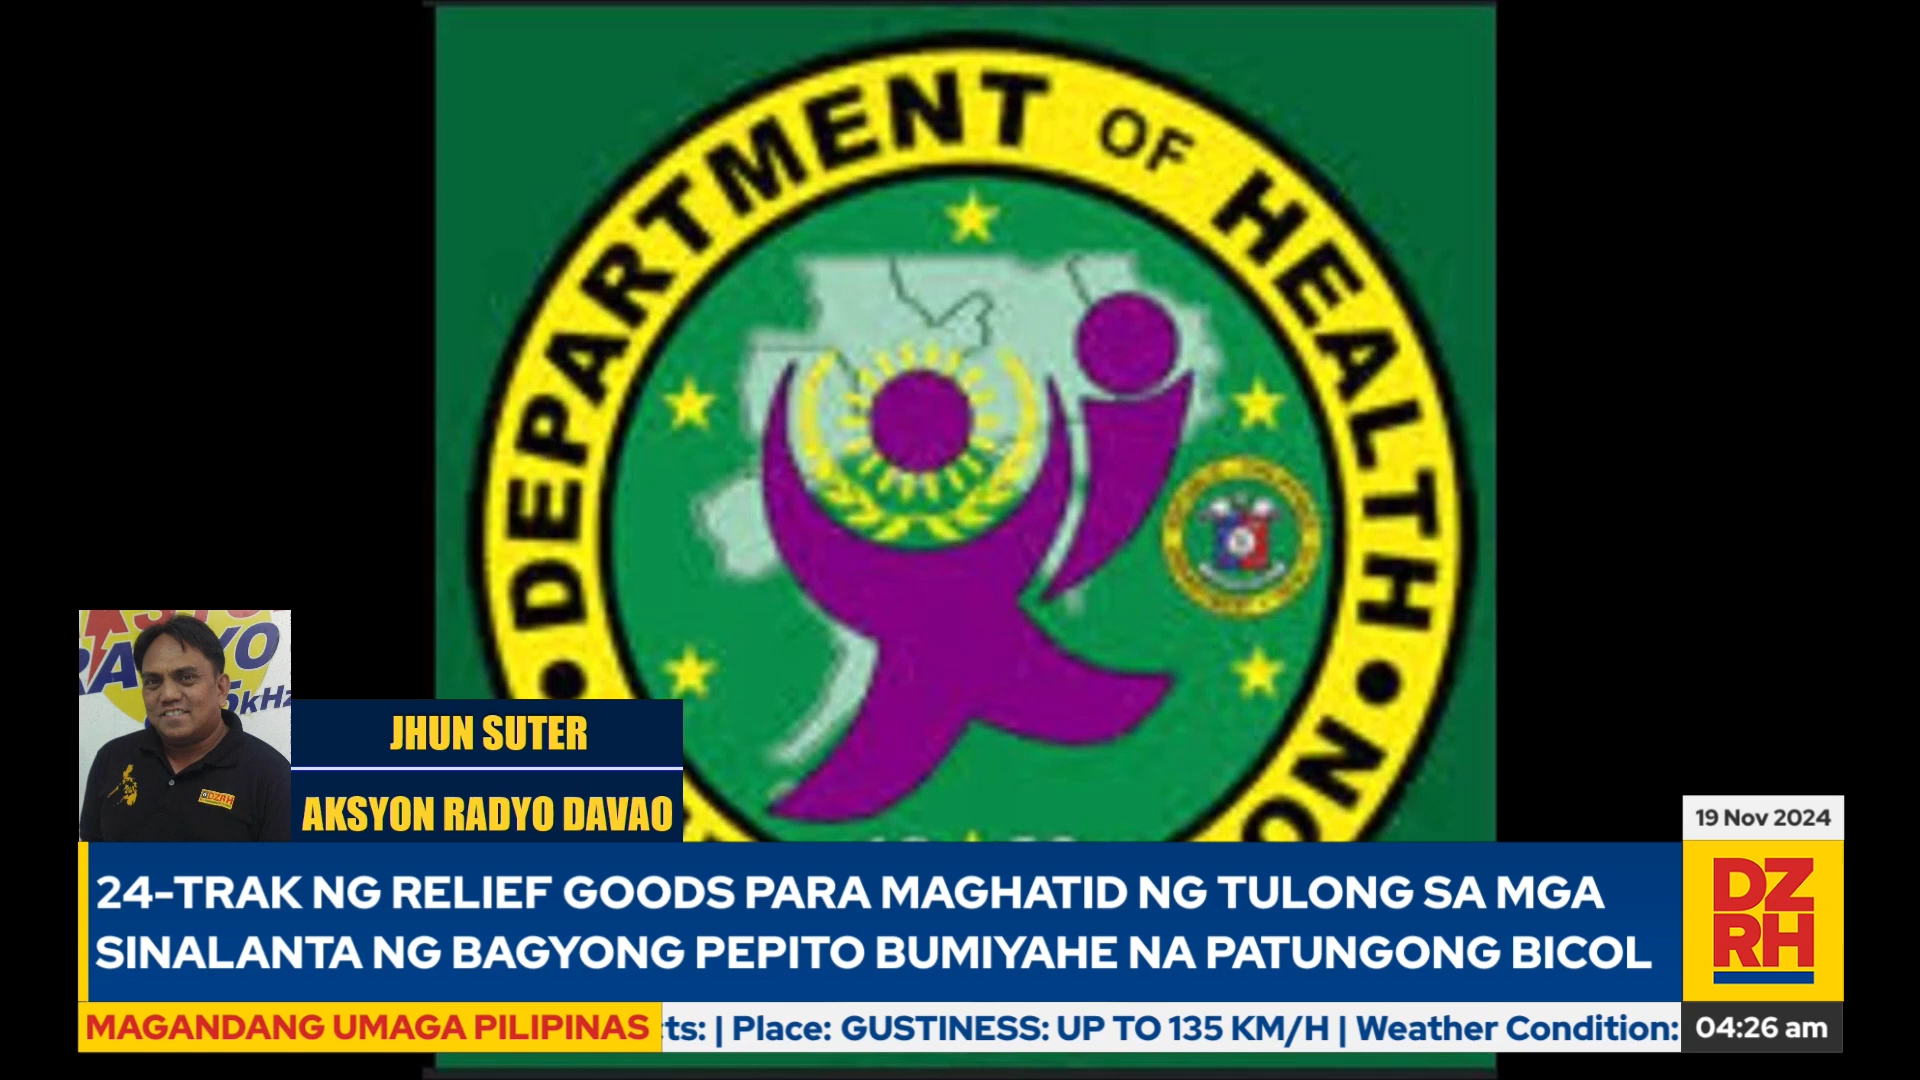 DEPARTMENT OF HEALTH
JHUN SUTER
AKSYON RADYO DAVAO
19 Nov 2024
24-TRAK NG RELIEF GOODS PARA MAGHATID NG TULONG SA MGA
SINALANTA NG BAGYONG PEPITO BUMIYAHE NA PATUNGONG BICOL
DZ
RH
MAGANDANG UMAGA PILIPINAS
ts: | Place: GUSTINESS: UP TO 135 KM/H | Weather Condition:
04:26 am